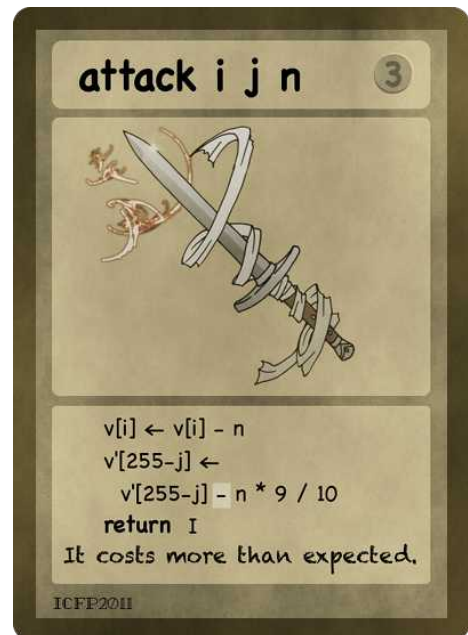 attack i j n
3
v[i] ← v[i] - n
v'[255-j] ←
v'[255-j] - n * 9 / 10
return I
It costs more than expected.
ICFP2011